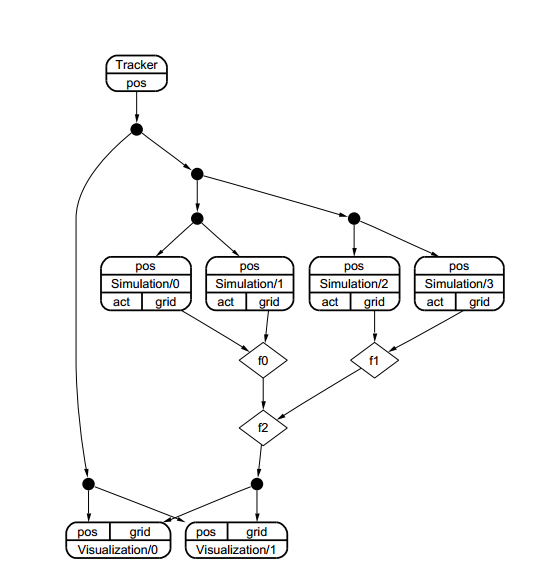 Tracker
pos
pos pos pos pos
Simulation/0 Simulation/1 Simulation/2 Simulation/3
act grid act grid act grid act grid
f0 f1
f2
pos grid pos grid
Visualization/0 Visualization/1